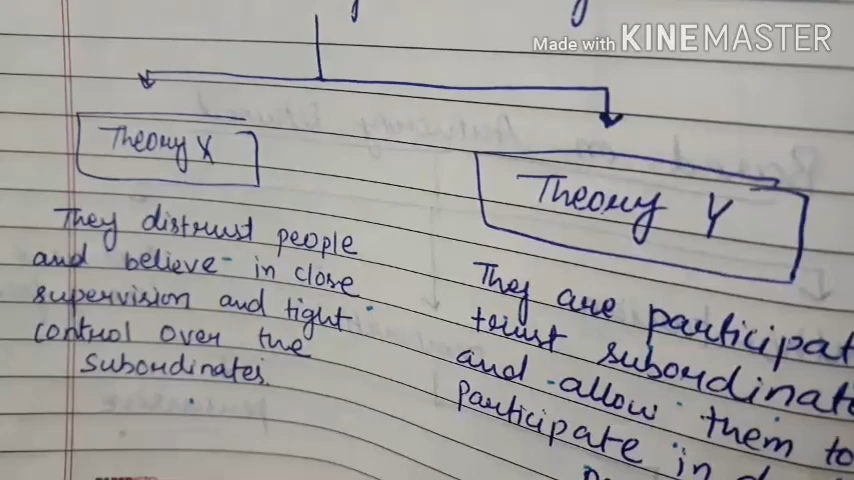 Made with KINEMASTER
Theory X
They distrust people
and believe in close
supervision and tight
control over the
subordinates.
Theory Y
They are participat
trust subordinat
and allow them to
participate in d